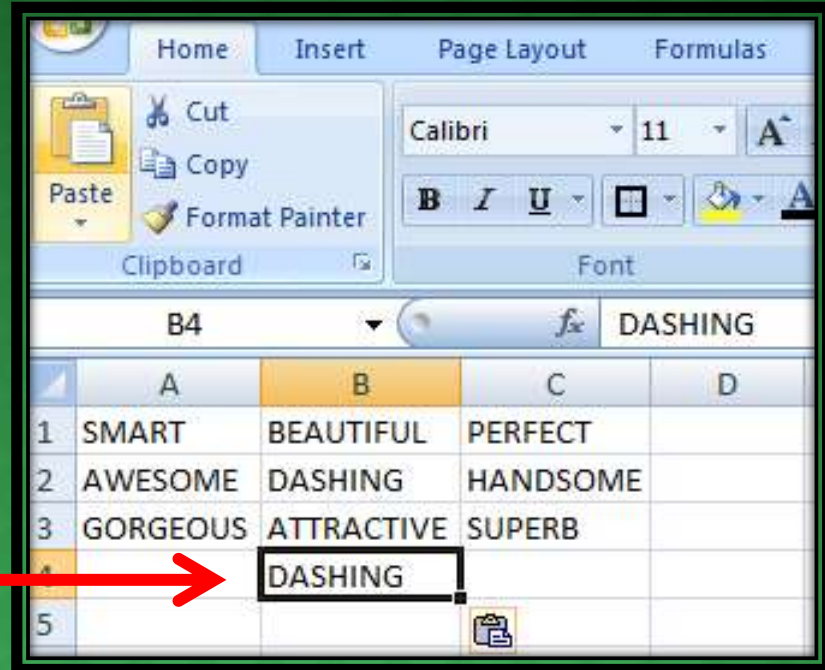 Home Insert Page Layout Formulas
Cut
Calibri 11 A
Copy
Paste
B I U A
Format Painter
Clipboard Font
B4 fx DASHING
A B C D
1 SMART BEAUTIFUL PERFECT
2 AWESOME DASHING HANDSOME
3 GORGEOUS ATTRACTIVE SUPERB
4 DASHING
5